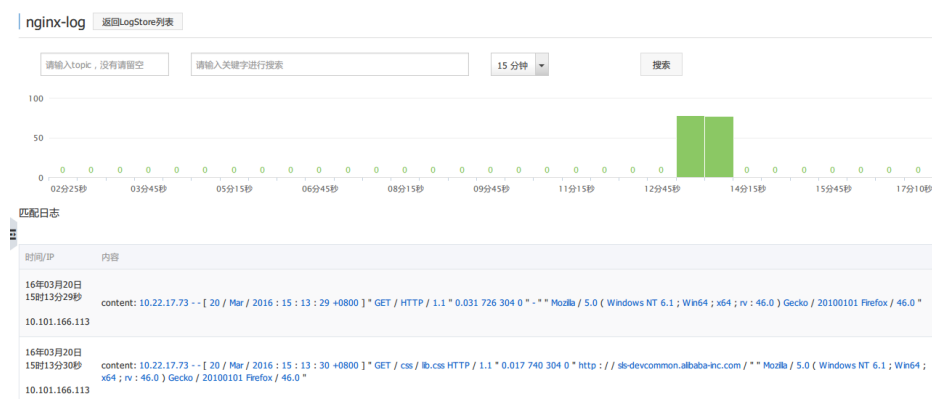 nginx-log 返回LogStore列表
请输入topic，没有请留空 请输入关键字进行搜索 15 分钟 搜索
100
50
0
0 0 0 0 0 0 0 0 0 0 0 0 0 0 0 0 0 0 0 0 0 0 0 0 0 0 0 0 0
02分25秒 03分45秒 05分15秒 06分45秒 08分15秒 09分45秒 11分15秒 12分45秒 14分15秒 15分45秒 17分10秒
匹配日志
时间/IP 内容
16年03月20日
15时13分29秒
content: 10.22.17.73 - - [ 20 / Mar / 2016 : 15 : 13 : 29 +0800 ] " GET / HTTP / 1.1 " 0.031 726 304 0 " - " " Mozilla / 5.0 ( Windows NT 6.1 ; Win64 ; x64 ; rv : 46.0 ) Gecko / 20100101 Firefox / 46.0 "
10.101.166.113
16年03月20日
15时13分30秒
content: 10.22.17.73 - - [ 20 / Mar / 2016 : 15 : 13 : 30 +0800 ] " GET / css / lib.css HTTP / 1.1 " 0.017 740 304 0 " http : / / sls-devcommon.alibaba-inc.com / " " Mozilla / 5.0 ( Windows NT 6.1 ; Win64 ;
x64 ; rv : 46.0 ) Gecko / 20100101 Firefox / 46.0 "
10.101.166.113